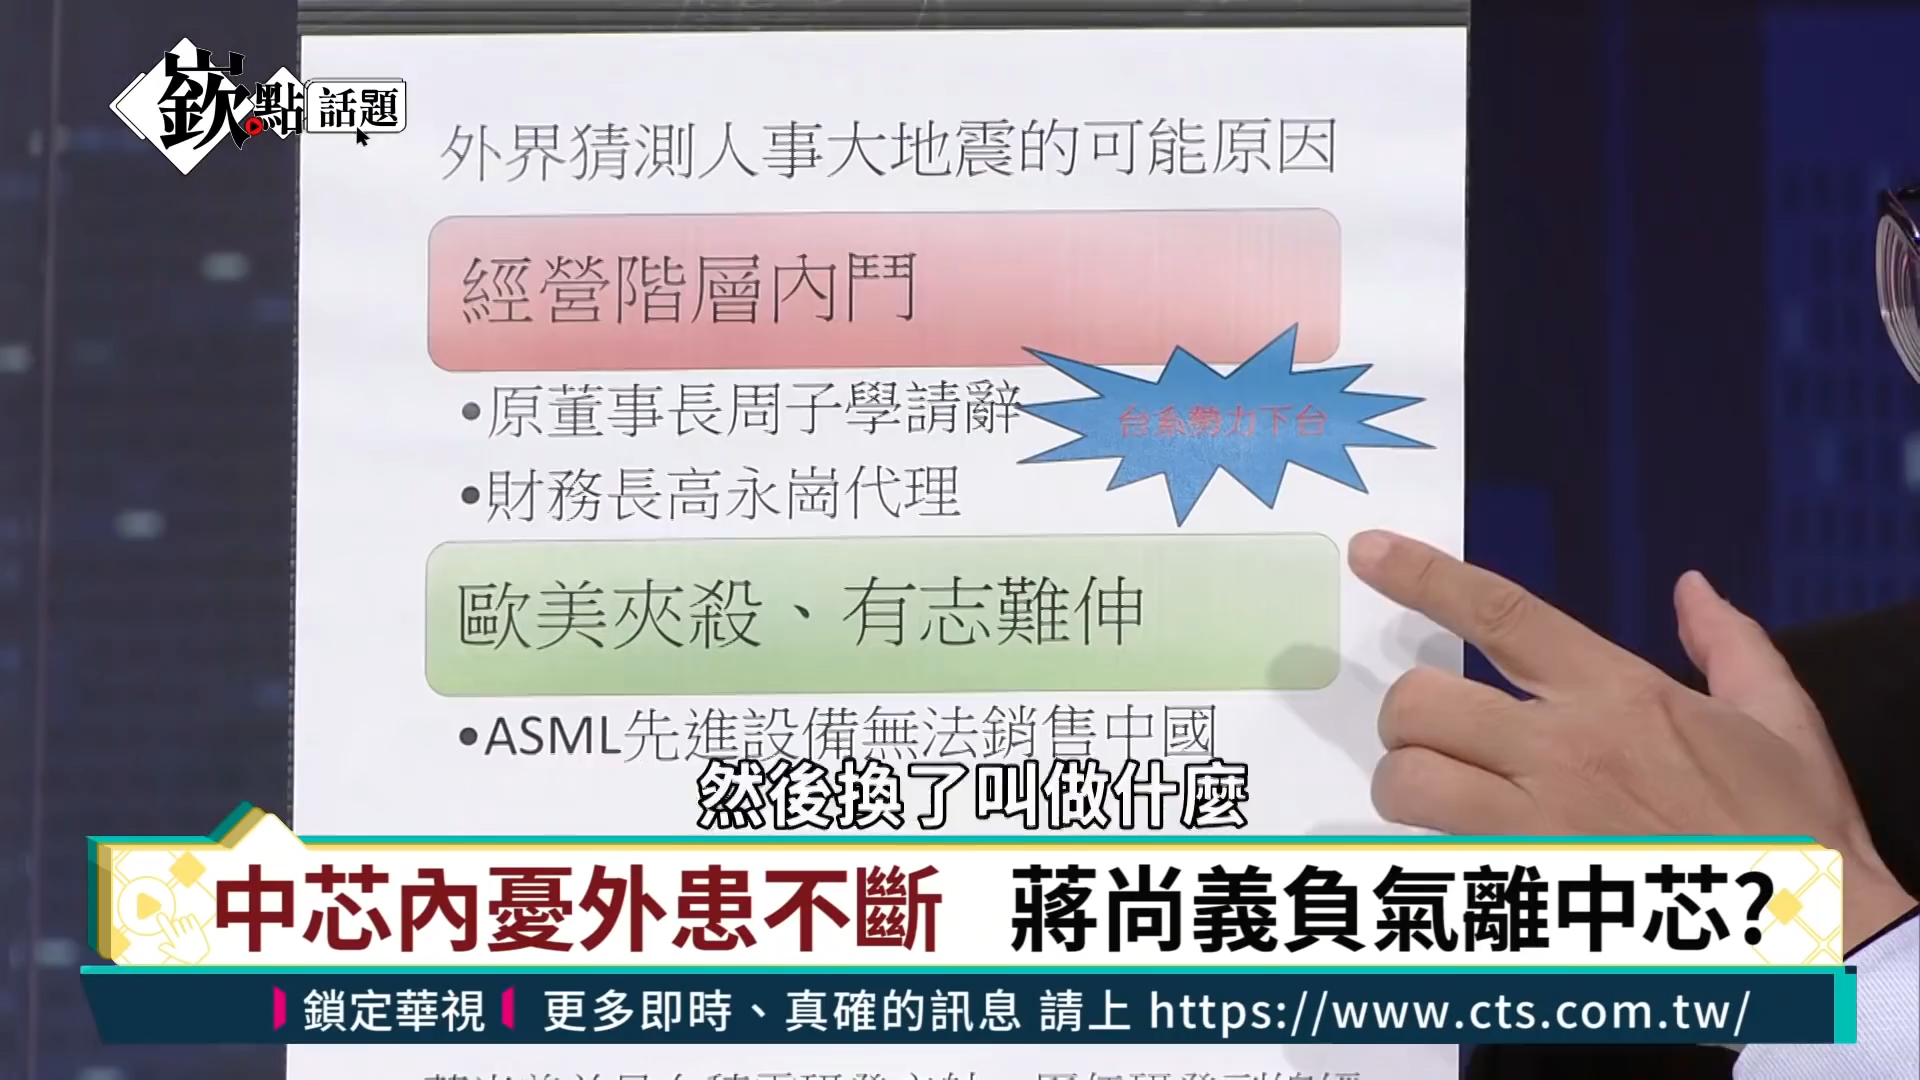 欽點話題
外界猜測人事大地震的可能原因
經營階層內鬥
•原董事長周子學請辭
台系勢力下台
•財務長高永崗代理
歐美夾殺、有志難伸
•ASML先進設備無法銷售中國
然後換了叫做什麼
中芯內憂外患不斷 蔣尚義負氣離中芯?
鎖定華視 更多即時、真確的訊息 請上 https://www.cts.com.tw/